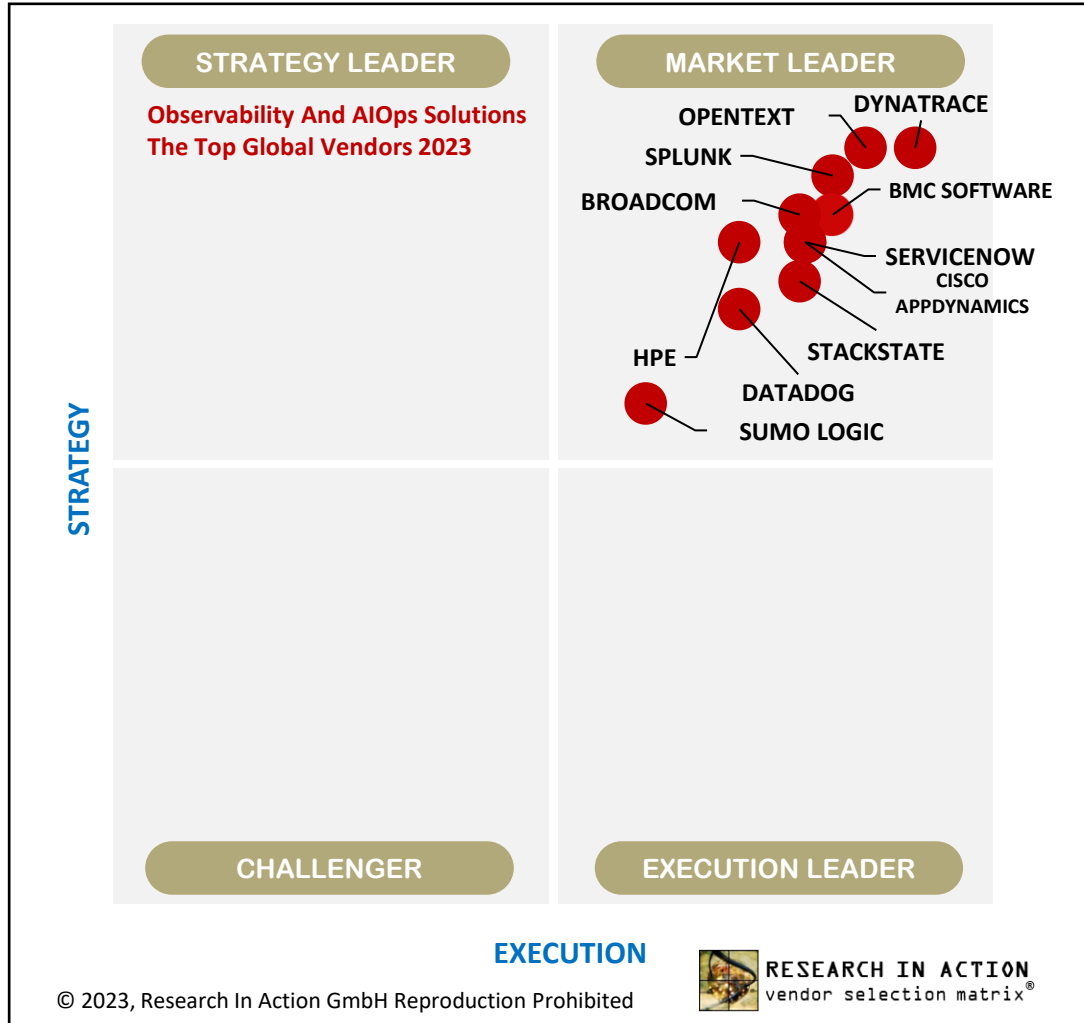 STRATEGY LEADER
MARKET LEADER
Observability And AIOps Solutions
The Top Global Vendors 2023
DYNATRACE
OPENTEXT
SPLUNK
BMC SOFTWARE
BROADCOM
SERVICENOW
CISCO
APPDYNAMICS
STACKSTATE
HPE
DATADOG
SUMO LOGIC
STRATEGY
CHALLENGER
EXECUTION LEADER
EXECUTION
RESEARCH IN ACTION
vendor selection matrix®
© 2023, Research In Action GmbH Reproduction Prohibited